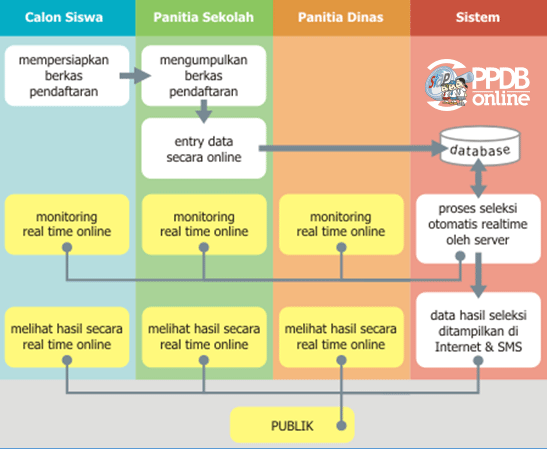 Calon Siswa
Panitia Sekolah
Panitia Dinas
Sistem
PPDB
online
mempersiapkan
berkas
pendaftaran
mengumpulkan
berkas
pendaftaran
entry data
secara online
database
monitoring
real time online
monitoring
real time online
monitoring
real time online
proses seleksi
otomatis realtime
oleh server
melihat hasil secara
real time online
melihat hasil secara
real time online
melihat hasil secara
real time online
data hasil seleksi
ditampilkan di
Internet & SMS
PUBLIK